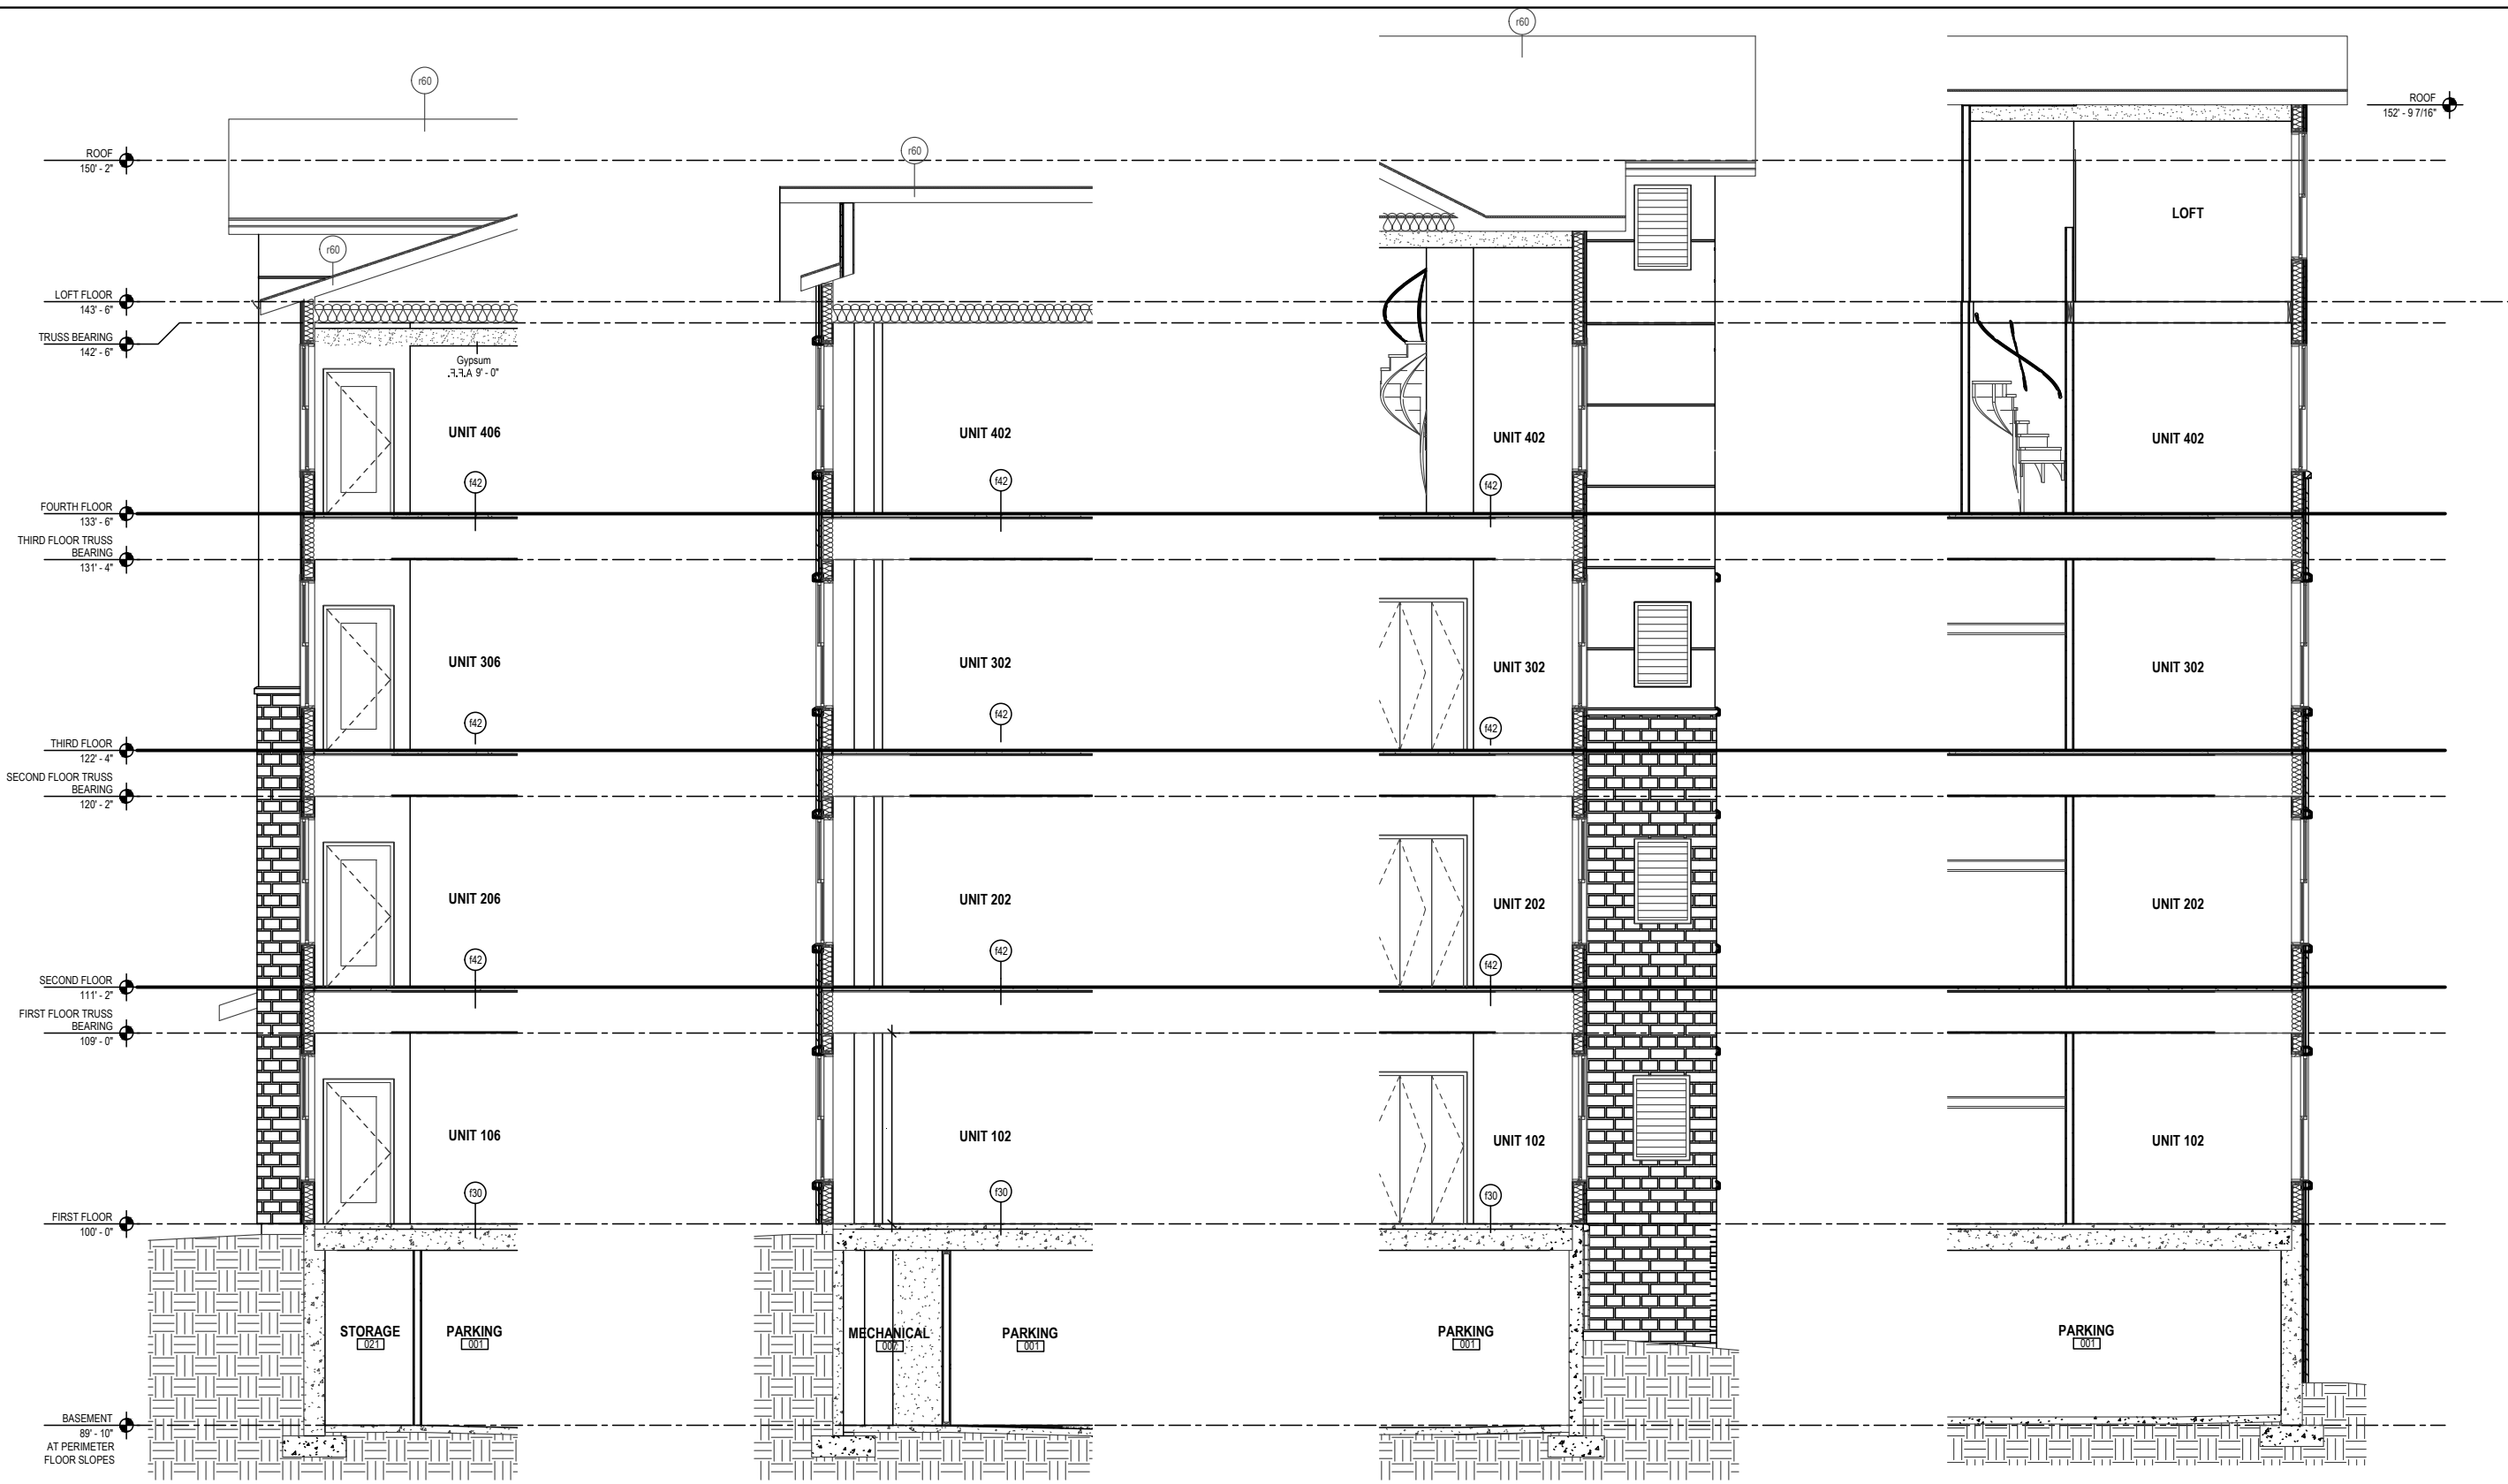 r60
r60
ROOF
152' - 9 7/16"
r60
ROOF
150' - 2"
LOFT
r60
LOFT FLOOR
143' - 6"
TRUSS BEARING
142' - 6"
Gypsum
A 9' - 0"
UNIT 406
UNIT 402
UNIT 402
UNIT 402
f42
f42
f42
FOURTH FLOOR
133' - 6"
THIRD FLOOR TRUSS
BEARING
131' - 4"
UNIT 306
UNIT 302
UNIT 302
UNIT 302
f42
f42
f42
THIRD FLOOR
122' - 4"
SECOND FLOOR TRUSS
BEARING
120' - 2"
UNIT 206
UNIT 202
UNIT 202
UNIT 202
f42
f42
f42
SECOND FLOOR
111' - 2"
FIRST FLOOR TRUSS
BEARING
109' - 0"
UNIT 106
UNIT 102
UNIT 102
UNIT 102
f30
f30
f30
FIRST FLOOR
100' - 0"
STORAGE
021
PARKING
001
MECHANICAL
007
PARKING
001
PARKING
001
PARKING
001
BASEMENT
89' - 10"
AT PERIMETER
FLOOR SLOPES